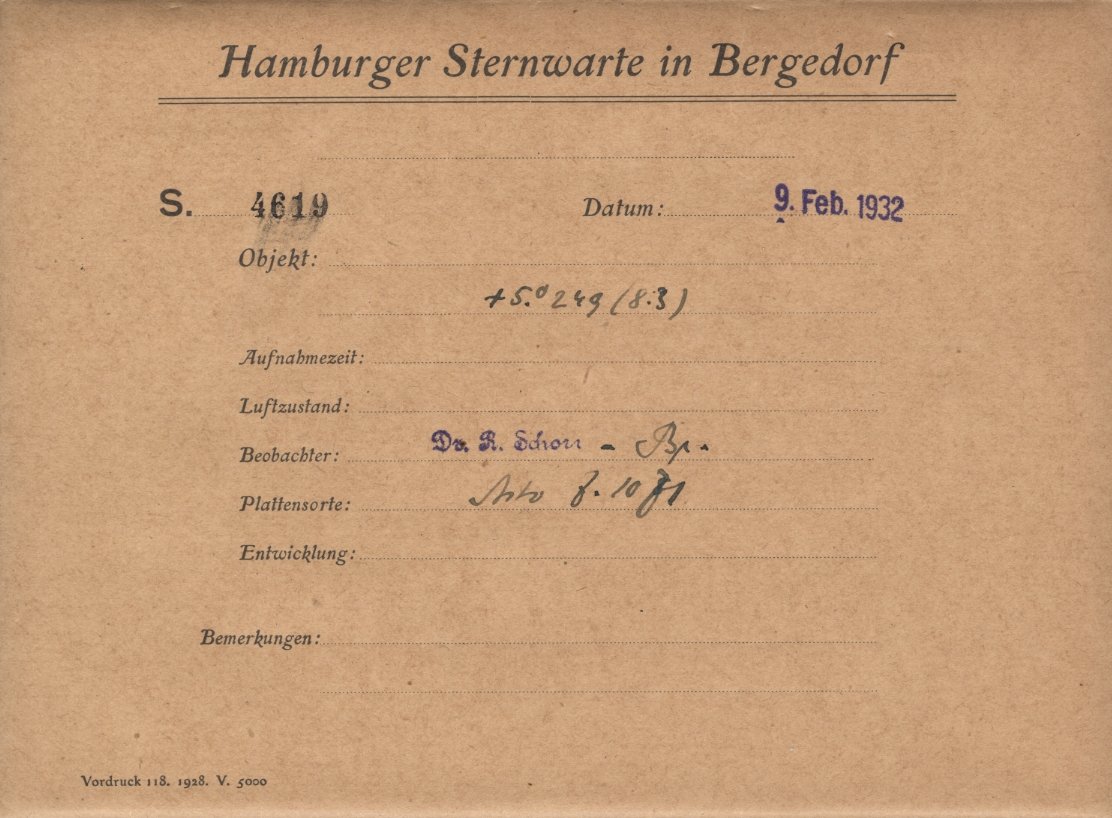 Hamburger Sternwarte in Bergedorf
S. 4619 Datum: 9. Feb. 1932
Objekt:
+5.° 249 (8.3)
Aufnahmezeit:
Luftzustand:
Beobachter: Dr. R. Schorr -
Plattensorte:
Entwicklung:
Bemerkungen:
Vordruck 118. 1928. V. 5000